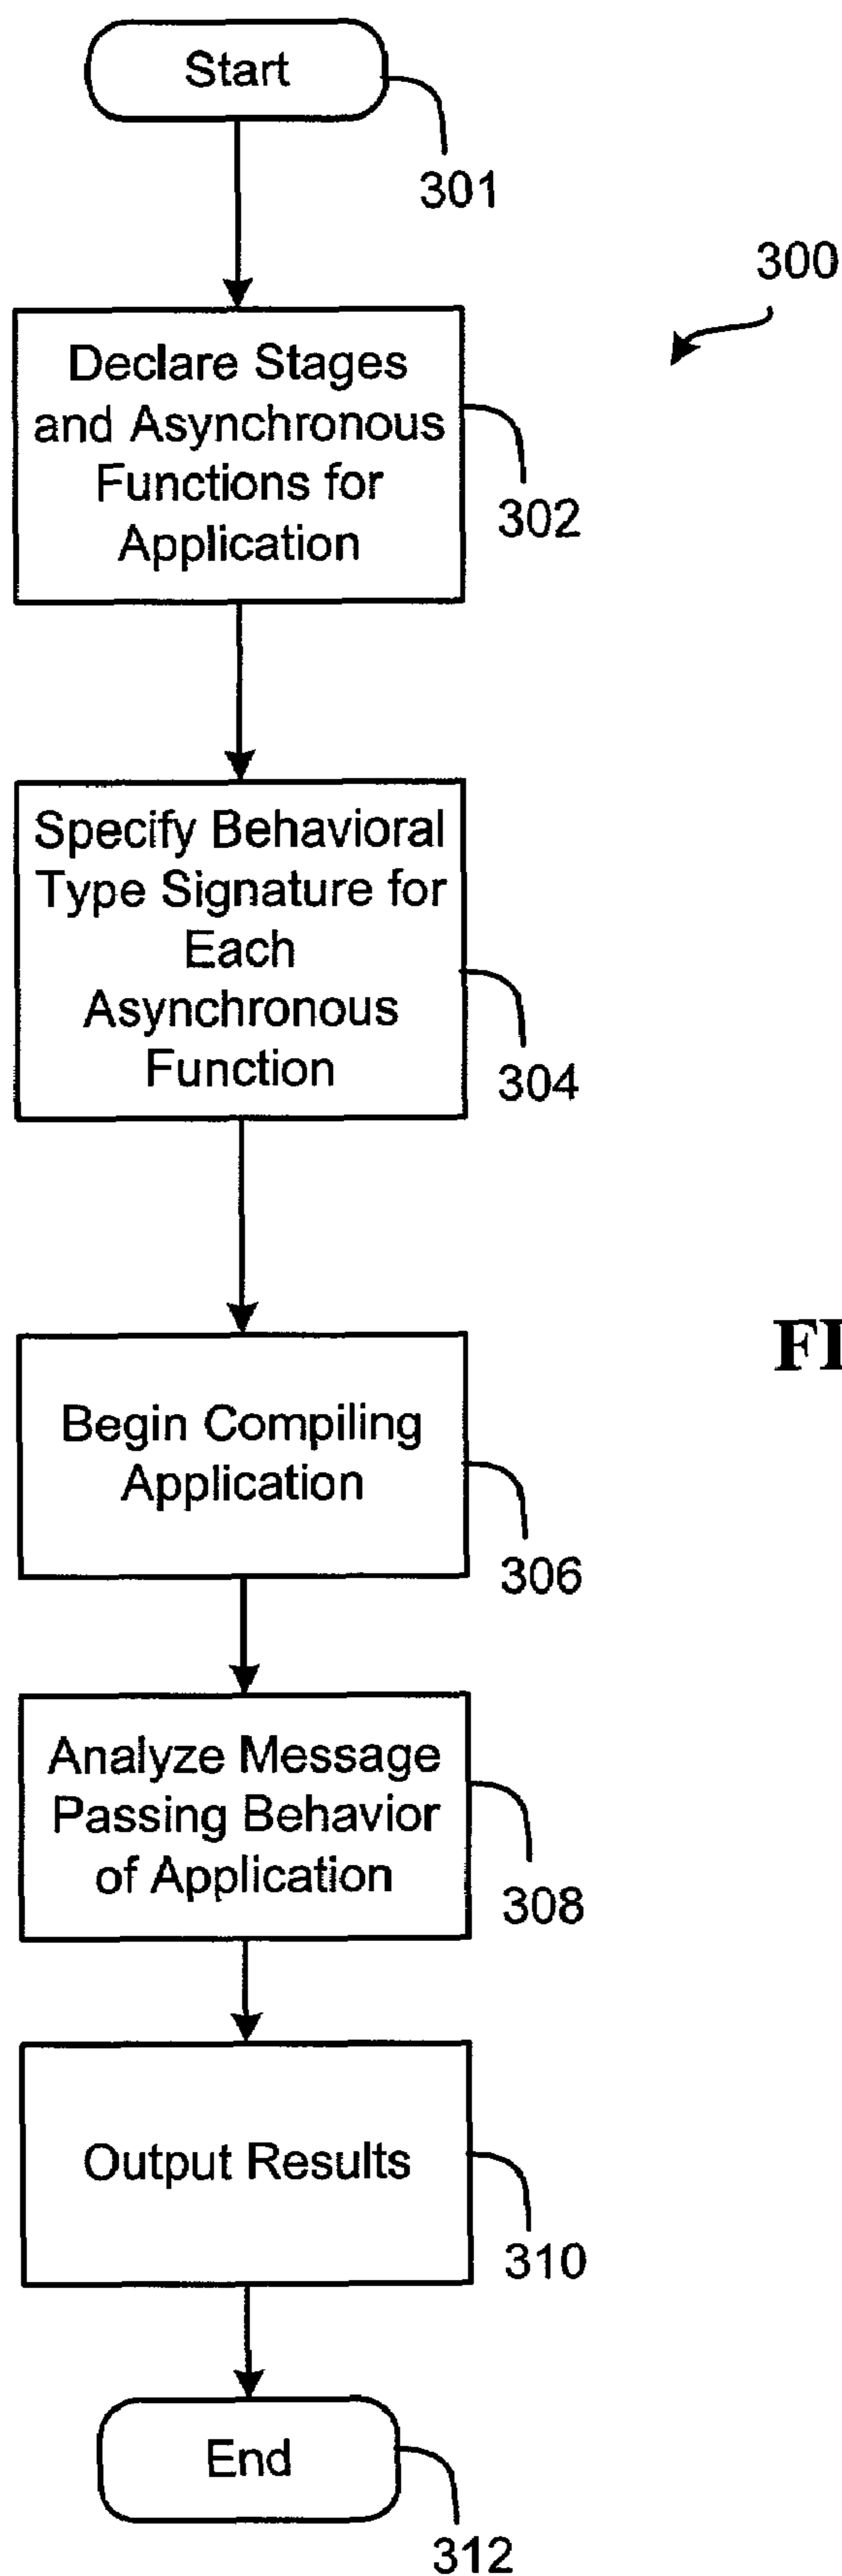 Start
301
300
Declare Stages
and Asynchronous
Functions for
Application
302
Specify Behavioral
Type Signature for
Each
Asynchronous
Function
304
FI
Begin Compiling
Application
306
Analyze Message
Passing Behavior
of Application
308
Output Results
310
End
312